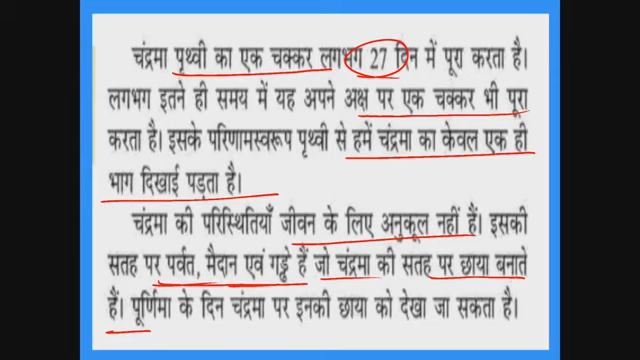 चंद्रमा पृथ्वी का एक चक्कर लगभग 27 दिन में पूरा करता है।
लगभग इतने ही समय में यह अपने अक्ष पर एक चक्कर भी पूरा
करता है। इसके परिणामस्वरूप पृथ्वी से हमें चंद्रमा का केवल एक ही
भाग दिखाई पड़ता है।
चंद्रमा की परिस्थितियाँ जीवन के लिए अनुकूल नहीं हैं। इसकी
सतह पर पर्वत, मैदान एवं गड्ढे हैं जो चंद्रमा की सतह पर छाया बनाते
हैं। पूर्णिमा के दिन चंद्रमा पर इनकी छाया को देखा जा सकता है।